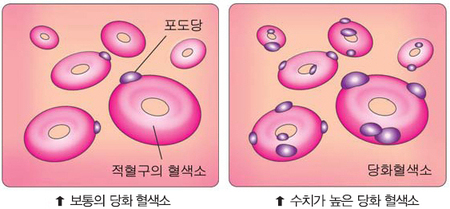 포도당
적혈구의 혈색소
⬆ 보통의 당화 혈색소
당화혈색소
⬆ 수치가 높은 당화 혈색소